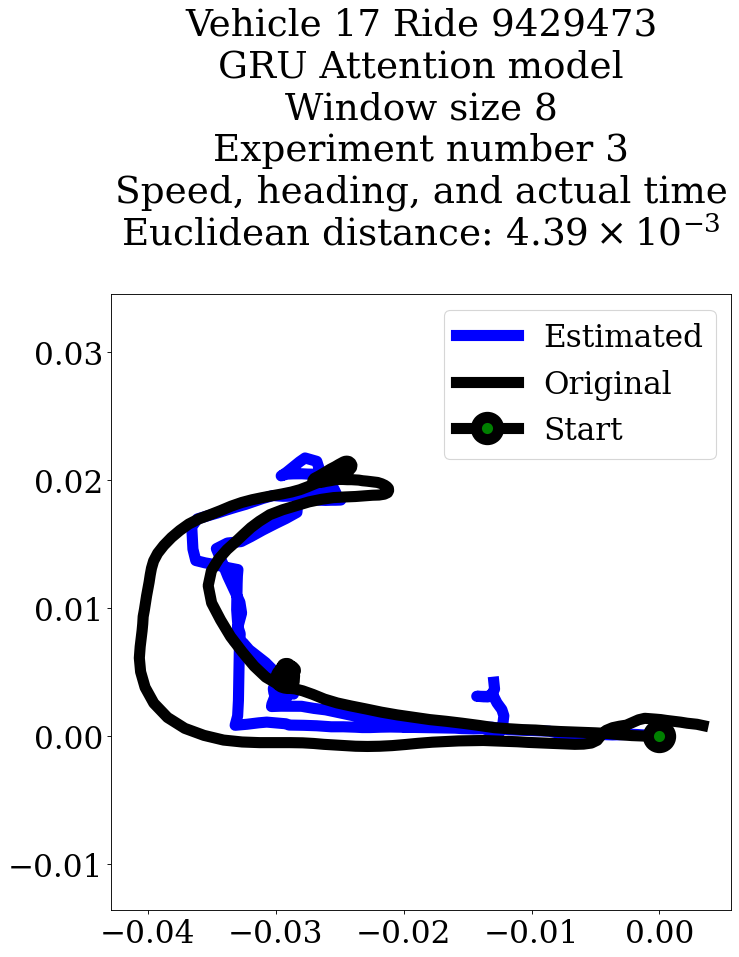 Vehicle 17 Ride 9429473
GRU Attention model
Window size 8
Experiment number 3
Speed, heading, and actual time
Euclidean distance: 4.39 × 10⁻³
Estimated
Original
Start
0.03
0.02
0.01
0.00
−0.01
−0.04 −0.03 −0.02 −0.01 0.00